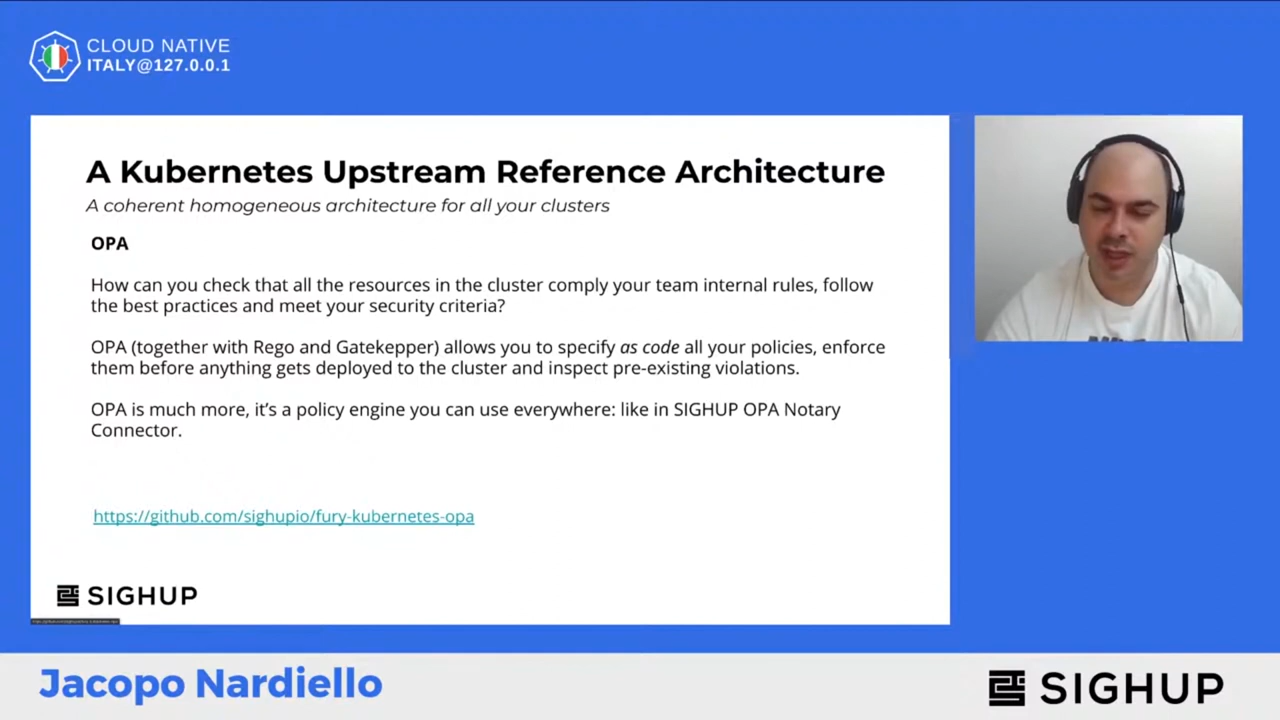 CLOUD NATIVE
ITALY@127.0.0.1
A Kubernetes Upstream Reference Architecture
A coherent homogeneous architecture for all your clusters
OPA
How can you check that all the resources in the cluster comply your team internal rules, follow
the best practices and meet your security criteria?
OPA (together with Rego and Gatekepper) allows you to specify as code all your policies, enforce
them before anything gets deployed to the cluster and inspect pre-existing violations.
OPA is much more, it’s a policy engine you can use everywhere: like in SIGHUP OPA Notary
Connector.
https://github.com/sighupio/fury-kubernetes-opa
SIGHUP
Jacopo Nardiello
SIGHUP